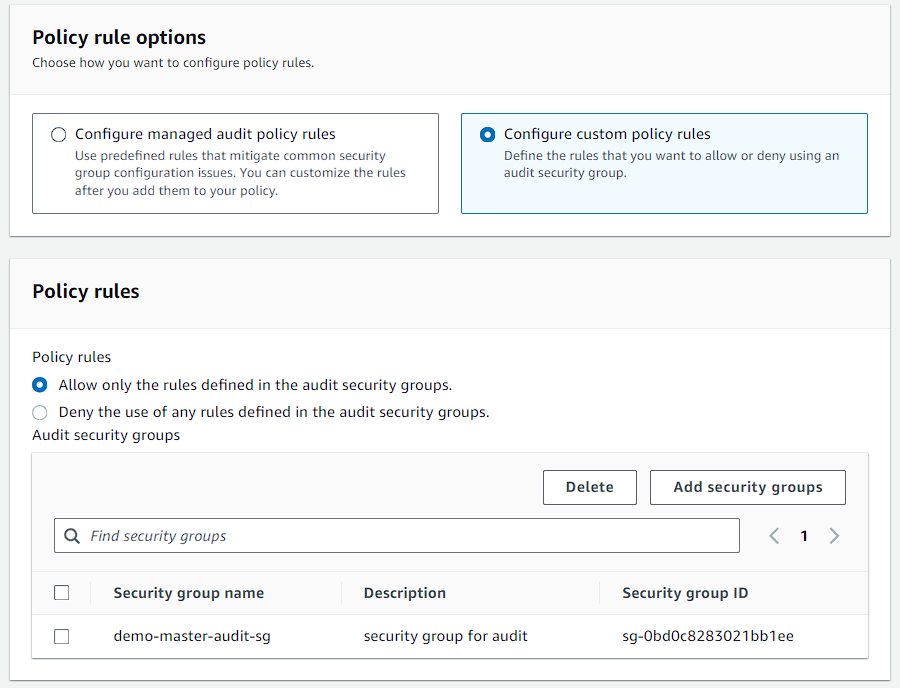 Policy rule options
Choose how you want to configure policy rules.
Configure managed audit policy rules
Use predefined rules that mitigate common security
group configuration issues. You can customize the rules
after you add them to your policy.
Configure custom policy rules
Define the rules that you want to allow or deny using an
audit security group.
Policy rules
Policy rules
Allow only the rules defined in the audit security groups.
Deny the use of any rules defined in the audit security groups.
Audit security groups
Delete
Add security groups
Find security groups
1
Security group name
Description
Security group ID
demo-master-audit-sg
security group for audit
sg-0bd0c8283021bb1ee